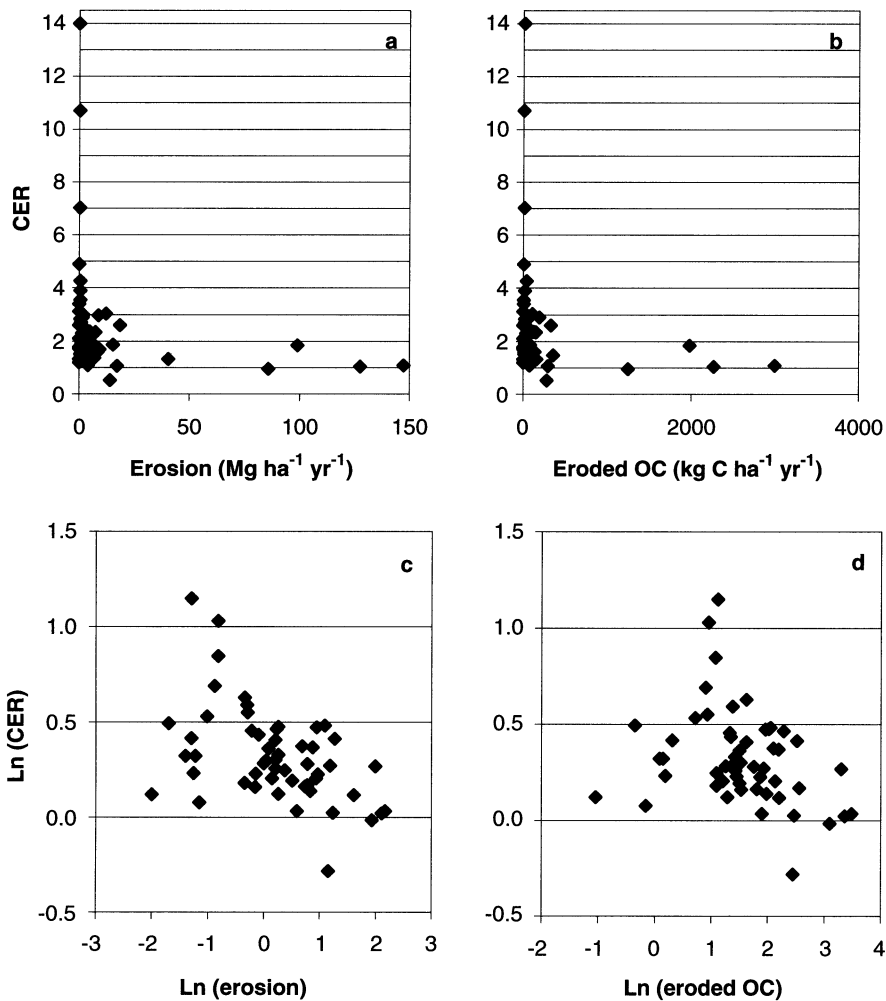 a
b
14
12
10
8
6
4
2
0
CER
0 50 100 150
Erosion (Mg ha⁻¹ yr⁻¹)
14
12
10
8
6
4
2
0
0 2000 4000
Eroded OC (kg C ha⁻¹ yr⁻¹)
c
d
1.5
1.0
0.5
0.0
-0.5
Ln (CER)
-3 -2 -1 0 1 2 3
Ln (erosion)
1.5
1.0
0.5
0.0
-0.5
-2 -1 0 1 2 3 4
Ln (eroded OC)